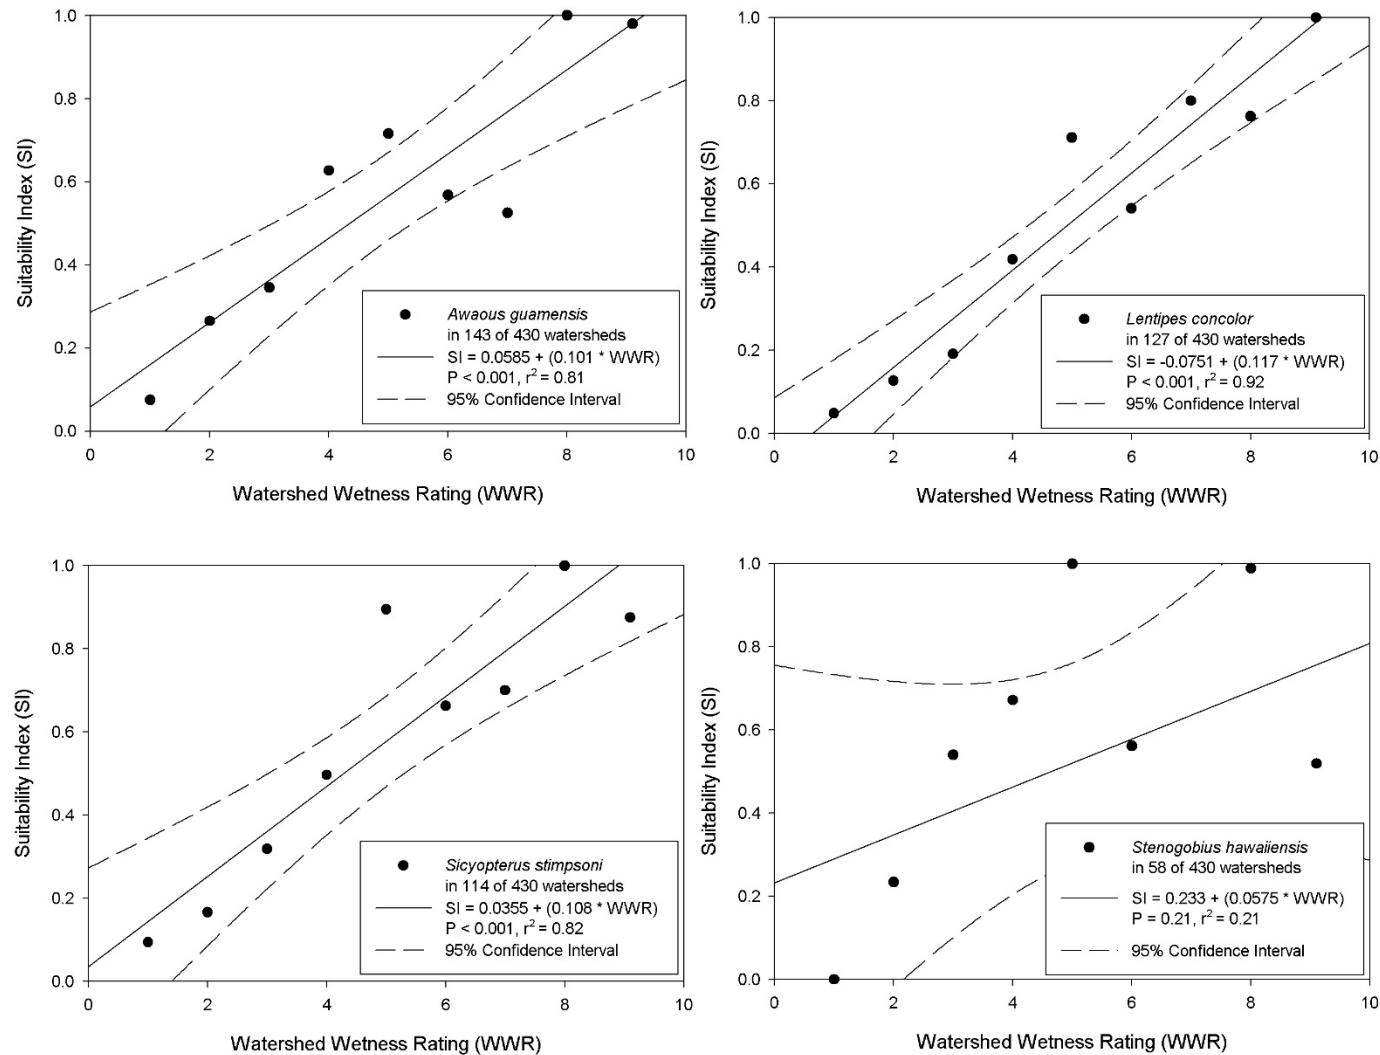 1.0
0.8
0.6
0.4
0.2
0.0
Suitability Index (SI)
Awaous guamensis
in 143 of 430 watersheds
SI = 0.0585 + (0.101 * WWR)
P < 0.001, r² = 0.81
95% Confidence Interval
0 2 4 6 8 10
Watershed Wetness Rating (WWR)
1.0
0.8
0.6
0.4
0.2
0.0
Suitability Index (SI)
Lentipes concolor
in 127 of 430 watersheds
SI = -0.0751 + (0.117 * WWR)
P < 0.001, r² = 0.92
95% Confidence Interval
0 2 4 6 8 10
Watershed Wetness Rating (WWR)
1.0
0.8
0.6
0.4
0.2
0.0
Suitability Index (SI)
Sicyopterus stimpsoni
in 114 of 430 watersheds
SI = 0.0355 + (0.108 * WWR)
P < 0.001, r² = 0.82
95% Confidence Interval
0 2 4 6 8 10
Watershed Wetness Rating (WWR)
1.0
0.8
0.6
0.4
0.2
0.0
Suitability Index (SI)
Stenogobius hawaiiensis
in 58 of 430 watersheds
SI = 0.233 + (0.0575 * WWR)
P = 0.21, r² = 0.21
95% Confidence Interval
0 2 4 6 8 10
Watershed Wetness Rating (WWR)